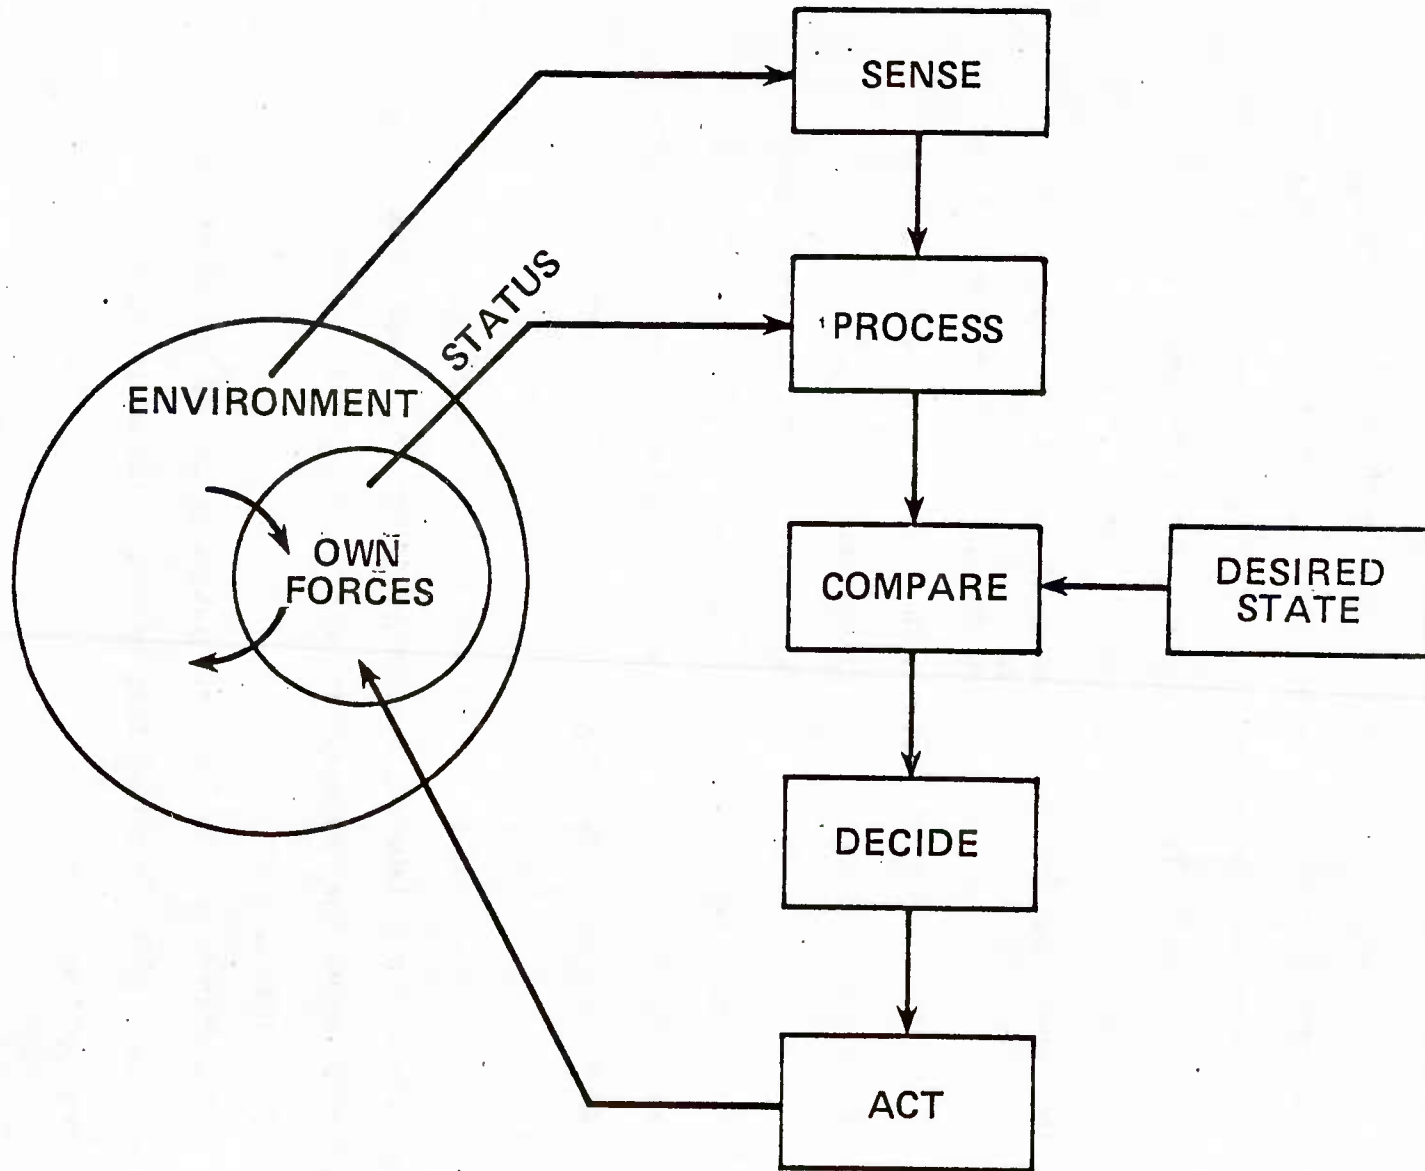 SENSE
STATUS
PROCESS
ENVIRONMENT
OWN
FORCES
COMPARE
DESIRED
STATE
DECIDE
ACT